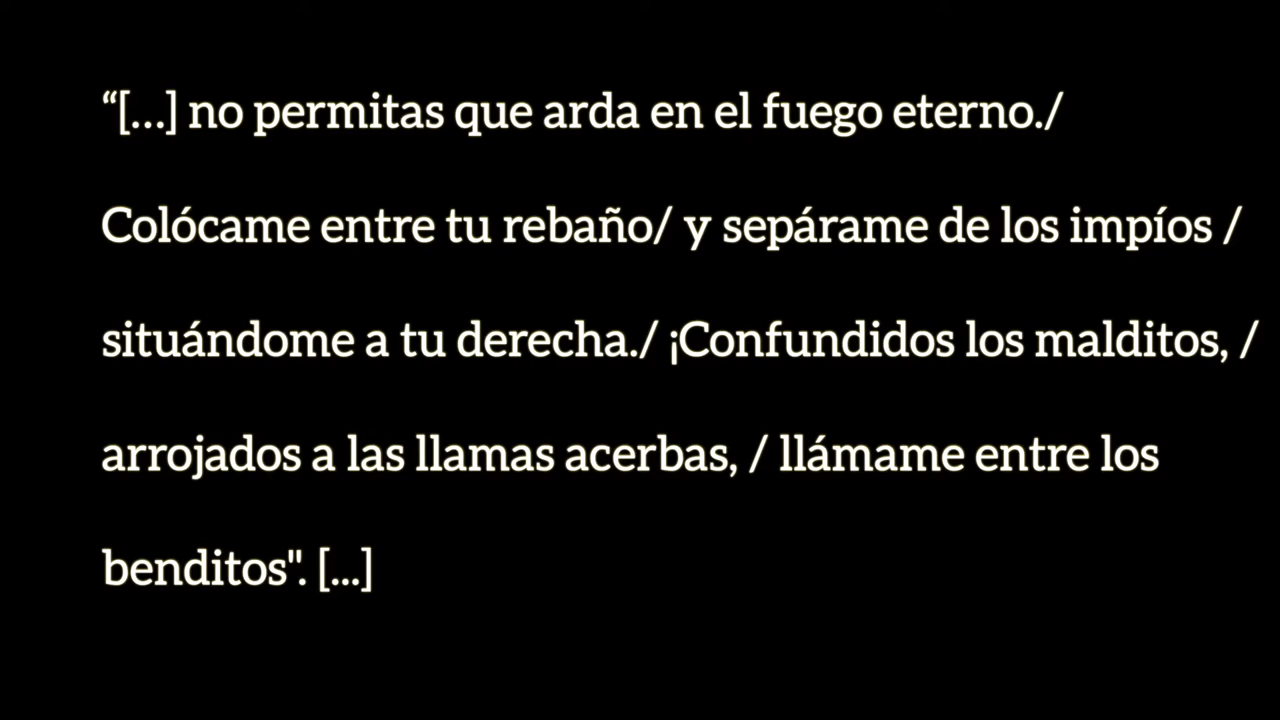 “[...] no permitas que arda en el fuego eterno./
Colócame entre tu rebaño/ y sepárame de los impíos /
situándome a tu derecha./ ¡Confundidos los malditos, /
arrojados a las llamas acerbas, / llámame entre los
benditos". [...]